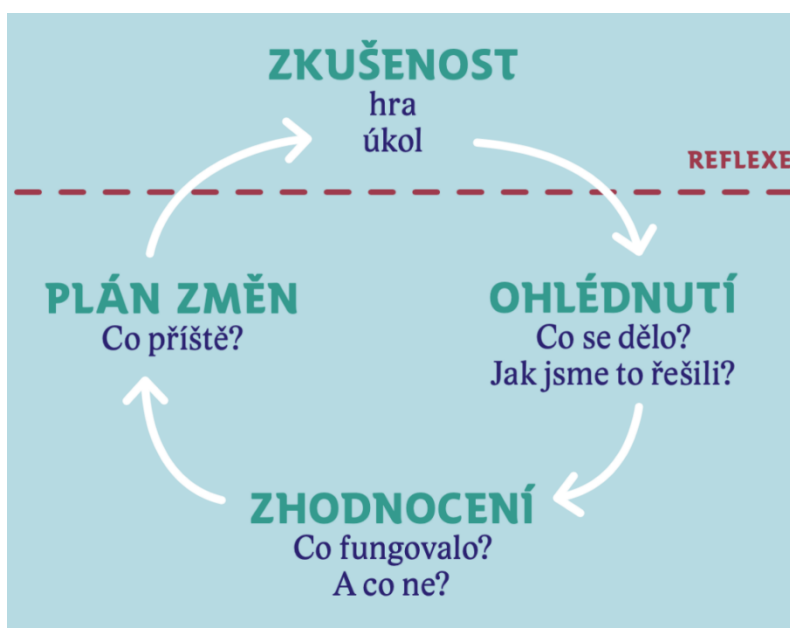 ZKUŠENOST
hra
úkol
REFLEXE
PLÁN ZMĚN
Co příště?
OHLÉDNUTÍ
Co se dělo?
Jak jsme to řešili?
ZHODNOCENÍ
Co fungovalo?
A co ne?